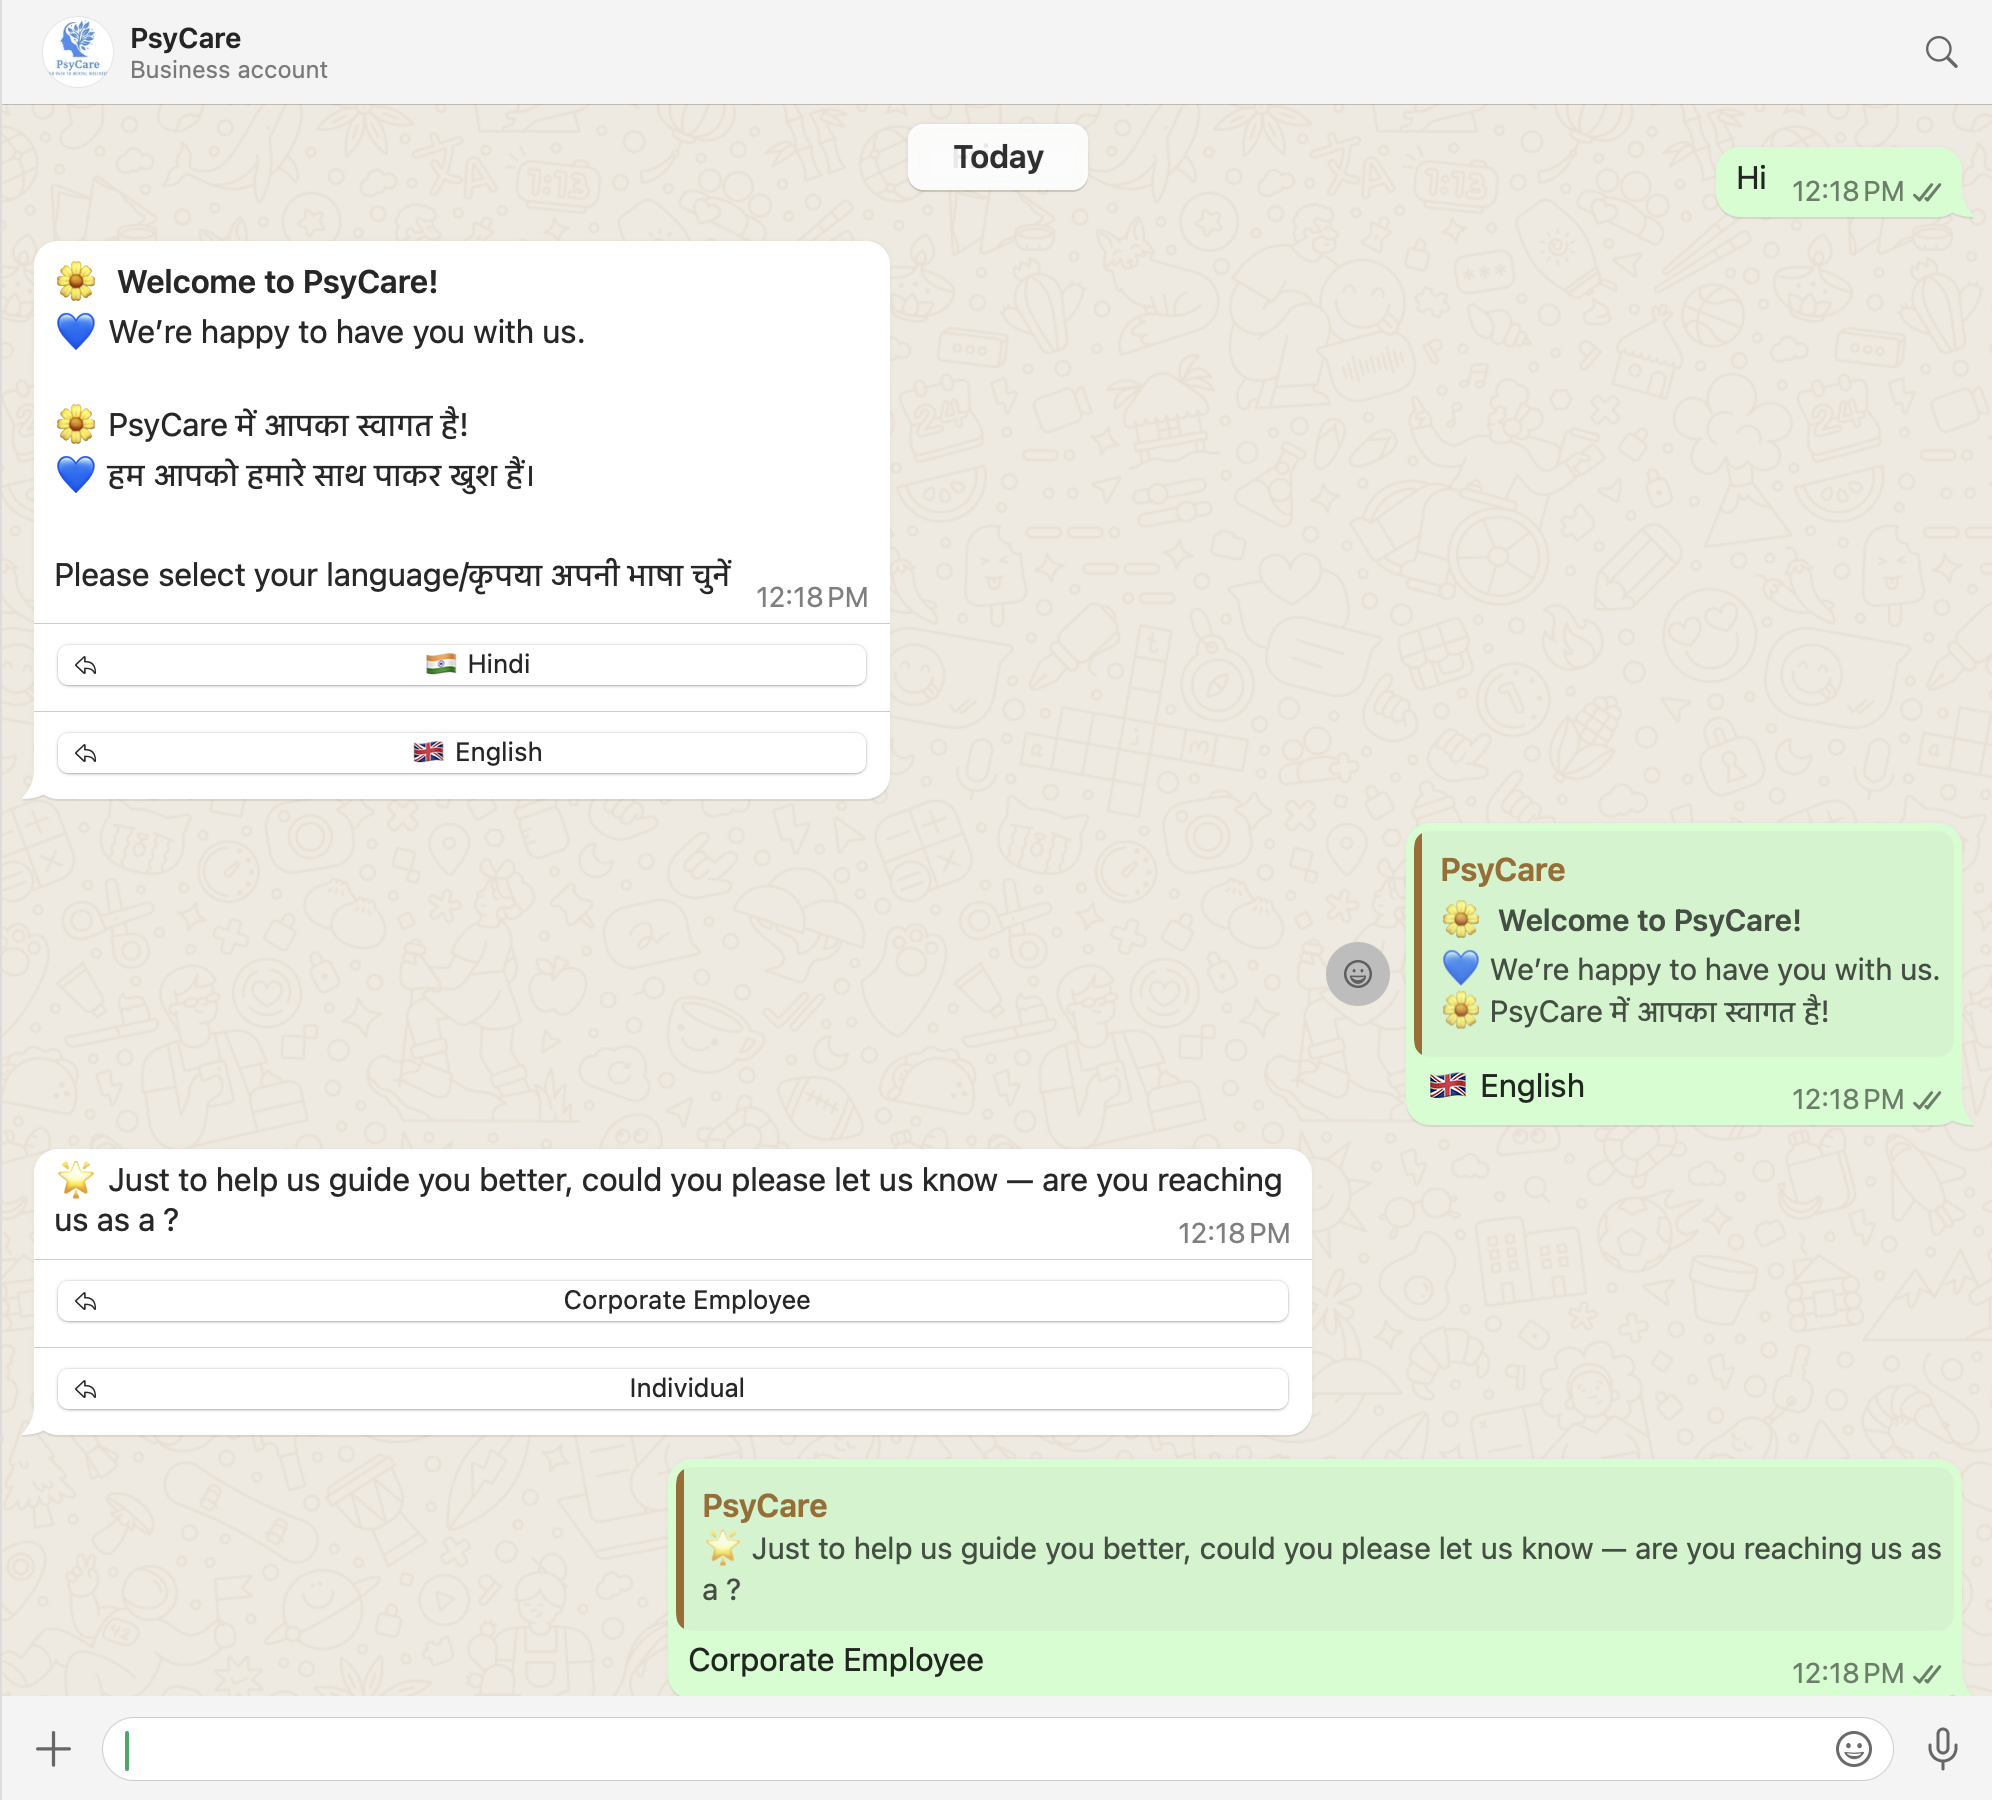 PsyCare
PsyCare
Business account
Today
Hi
12:18 PM
🌼 Welcome to PsyCare!
💙 We’re happy to have you with us.
🌼 PsyCare में आपका स्वागत है!
💙 हम आपको हमारे साथ पाकर खुश हैं।
Please select your language/कृपया अपनी भाषा चुनें
12:18 PM
🇮🇳 Hindi
🇬🇧 English
PsyCare
🌼 Welcome to PsyCare!
💙 We’re happy to have you with us.
🌼 PsyCare में आपका स्वागत है!
🇬🇧 English
12:18 PM
🌟 Just to help us guide you better, could you please let us know — are you reaching
us as a ?
12:18 PM
Corporate Employee
Individual
PsyCare
🌟 Just to help us guide you better, could you please let us know — are you reaching us as
a ?
Corporate Employee
12:18 PM